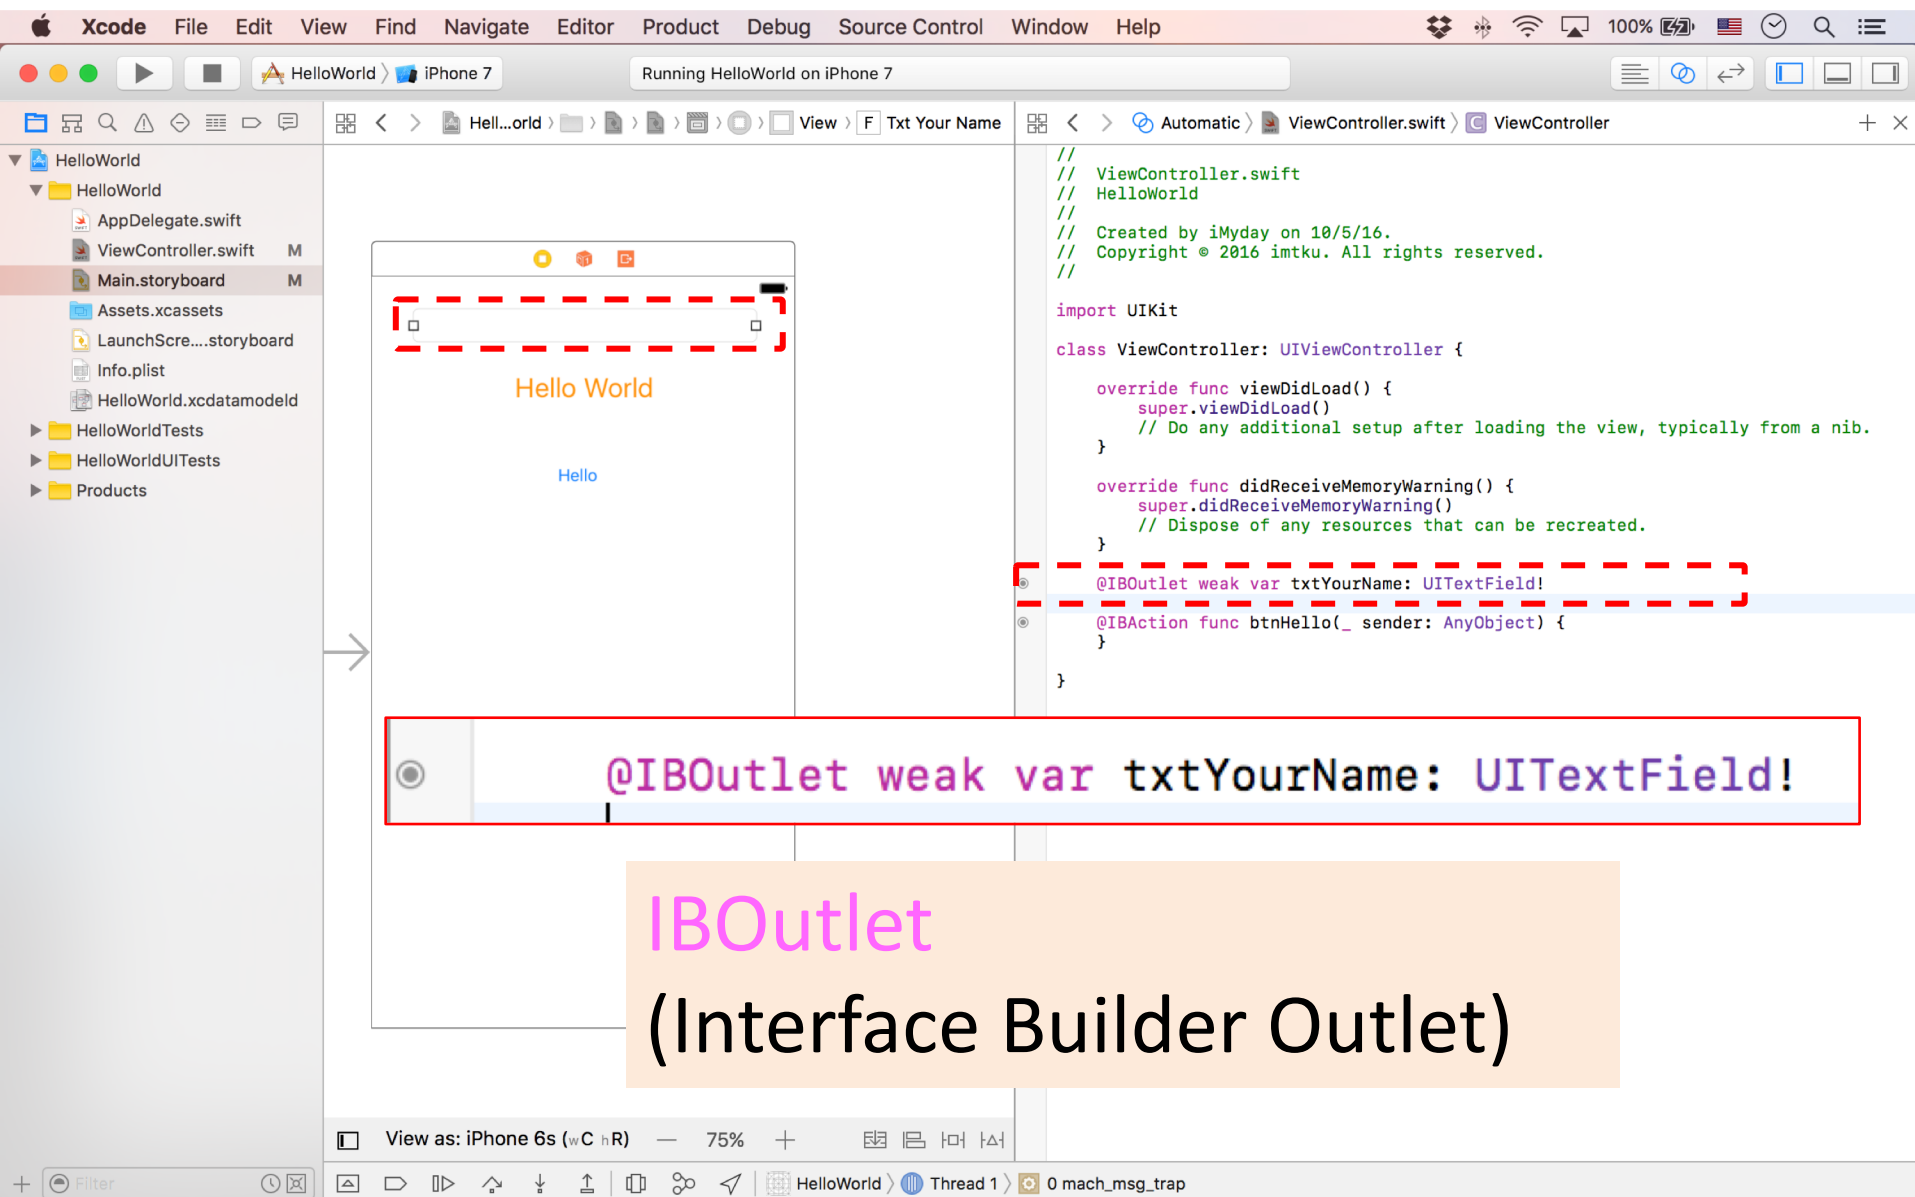 Xcode File Edit View Find Navigate Editor Product Debug Source Control Window Help 100%
HelloWorld iPhone 7 Running HelloWorld on iPhone 7
Hell...orld View F Txt Your Name
Automatic ViewController.swift C ViewController
HelloWorld
HelloWorld
AppDelegate.swift
ViewController.swift M
Main.storyboard M
Assets.xcassets
LaunchScre....storyboard
Info.plist
HelloWorld.xcdatamodeld
HelloWorldTests
HelloWorldUITests
Products
Filter
Hello World
Hello
//
// ViewController.swift
// HelloWorld
//
// Created by iMyday on 10/5/16.
// Copyright © 2016 imtku. All rights reserved.
//
import UIKit
class ViewController: UIViewController {
override func viewDidLoad() {
super.viewDidLoad()
// Do any additional setup after loading the view, typically from a nib.
}
override func didReceiveMemoryWarning() {
super.didReceiveMemoryWarning()
// Dispose of any resources that can be recreated.
}
@IBOutlet weak var txtYourName: UITextField!
@IBAction func btnHello(_ sender: AnyObject) {
}
}
@IBOutlet weak var txtYourName: UITextField!
IBOutlet
(Interface Builder Outlet)
View as: iPhone 6s (wC hR) — 75% +
HelloWorld Thread 1 0 mach_msg_trap